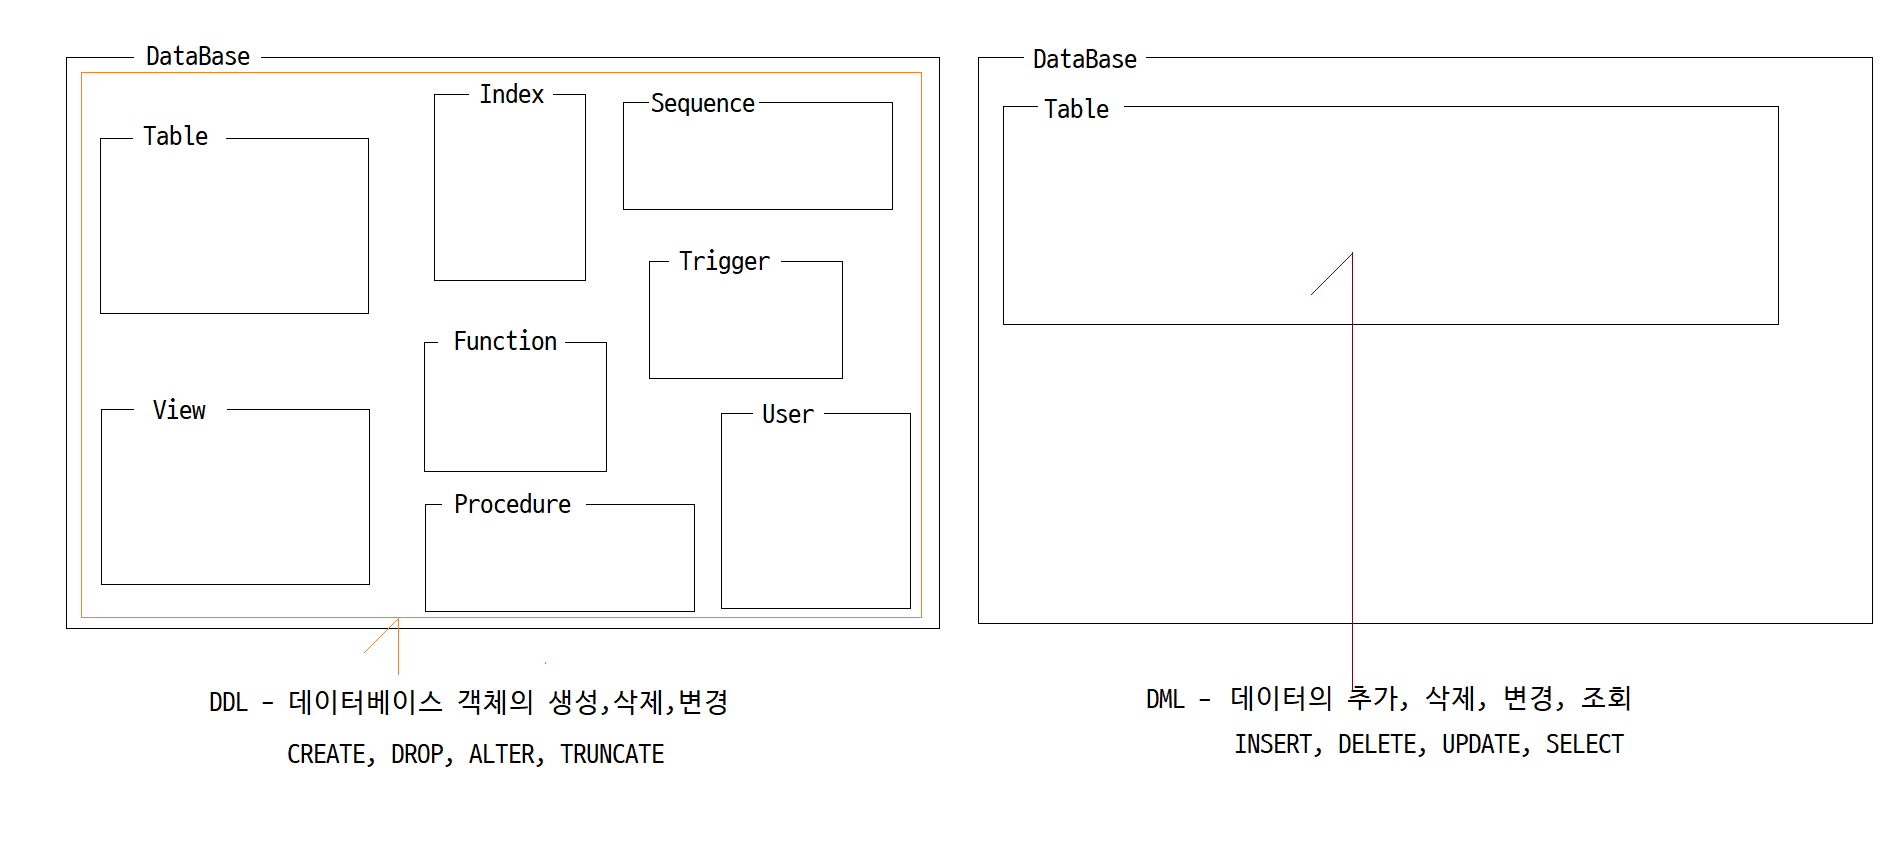 DataBase
Table
Index
Sequence
Trigger
Function
View
User
Procedure
DDL - 데이터베이스 객체의 생성,삭제,변경
CREATE, DROP, ALTER, TRUNCATE
DataBase
Table
DML - 데이터의 추가, 삭제, 변경, 조회
INSERT, DELETE, UPDATE, SELECT